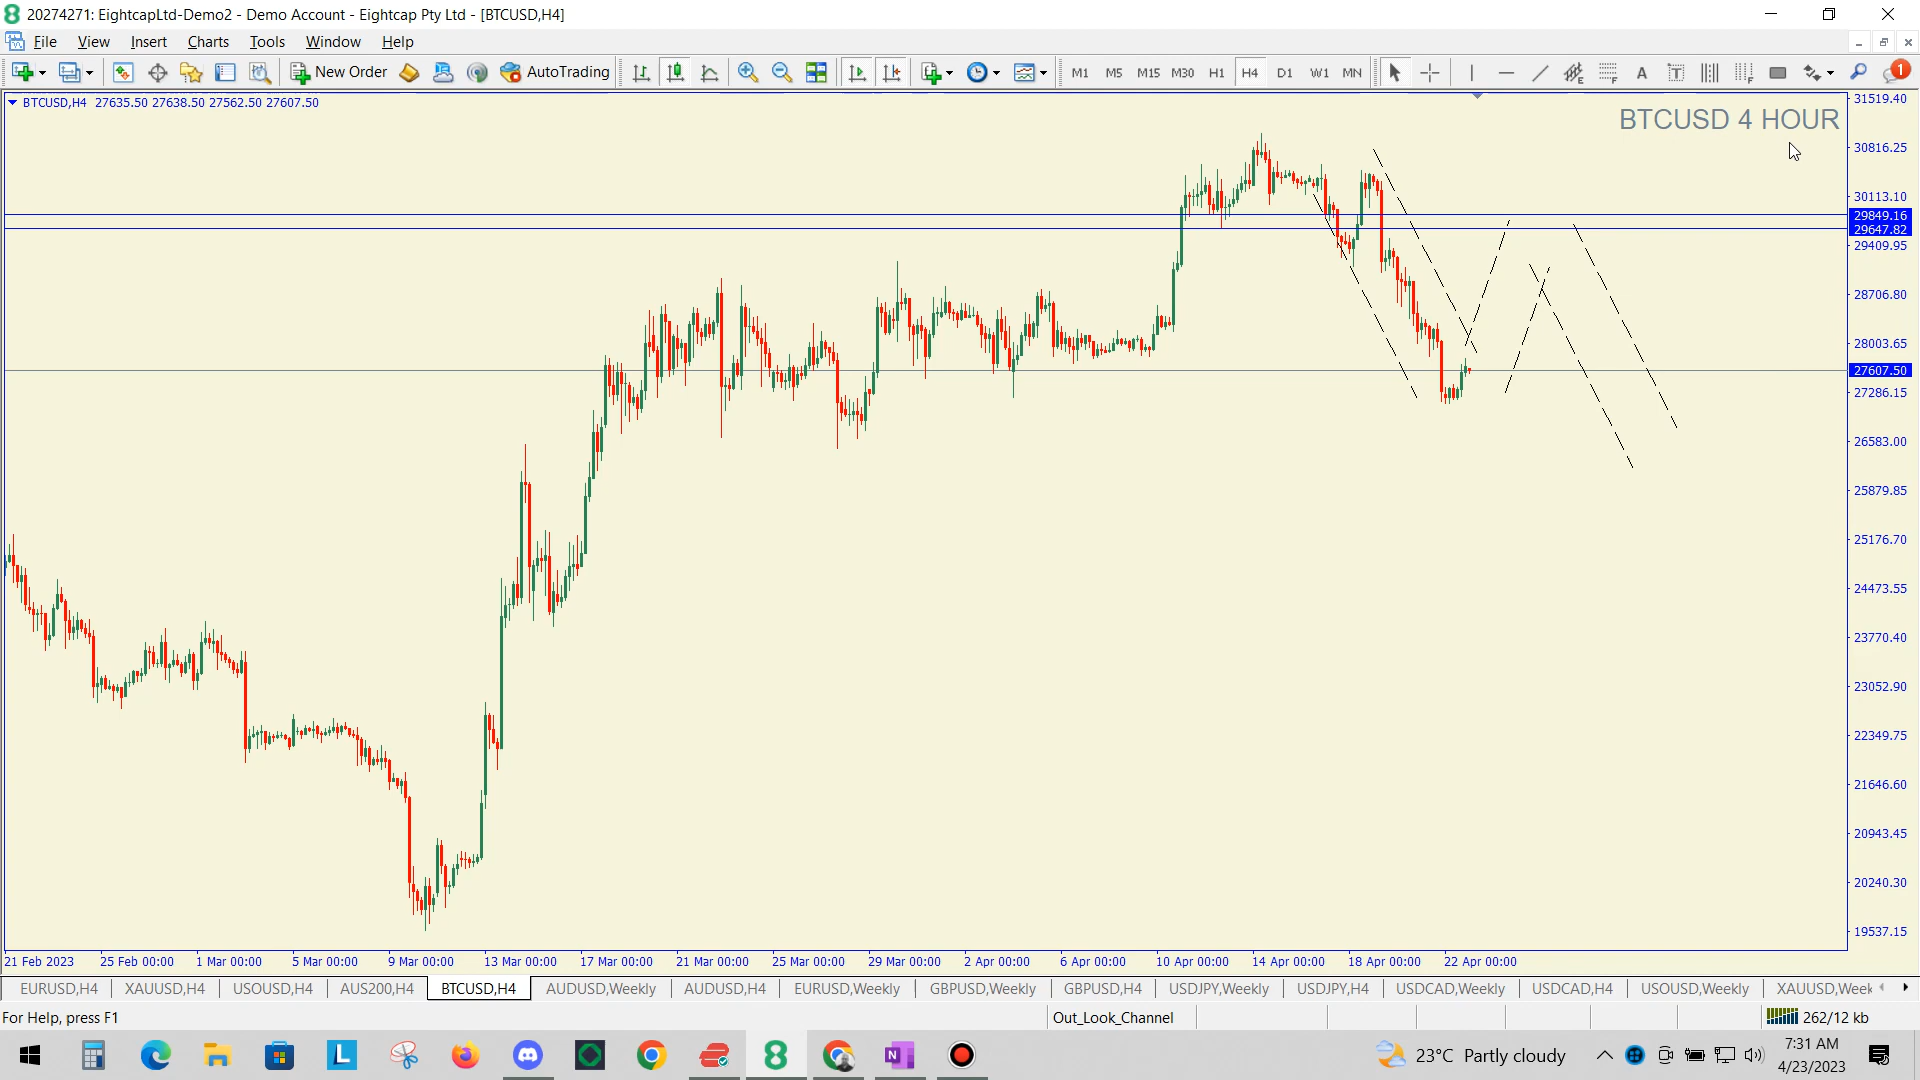 20274271: EightcapLtd-Demo2 - Demo Account - Eightcap Pty Ltd - [BTCUSD,H4]
File View Insert Charts Tools Window Help
New Order AutoTrading M1 M5 M15 M30 H1 H4 D1 W1 MN A T 1
BTCUSD,H4 27635.50 27638.50 27562.50 27607.50
BTCUSD 4 HOUR
31519.40
30816.25
30113.10
29849.16
29647.82
29409.95
28706.80
28003.65
27607.50
27286.15
26583.00
25879.85
25176.70
24473.55
23770.40
23052.90
22349.75
21646.60
20943.45
20240.30
19537.15
21 Feb 2023 25 Feb 00:00 1 Mar 00:00 5 Mar 00:00 9 Mar 00:00 13 Mar 00:00 17 Mar 00:00 21 Mar 00:00 25 Mar 00:00 29 Mar 00:00 2 Apr 00:00 6 Apr 00:00 10 Apr 00:00 14 Apr 00:00 18 Apr 00:00 22 Apr 00:00
EURUSD,H4 XAUUSD,H4 USOUSD,H4 AUS200,H4 BTCUSD,H4 AUDUSD,Weekly AUDUSD,H4 EURUSD,Weekly GBPUSD,Weekly GBPUSD,H4 USDJPY,Weekly USDJPY,H4 USDCAD,Weekly USDCAD,H4 USOUSD,Weekly XAUUSD,Week
For Help, press F1 Out_Look_Channel 262/12 kb
L N 23°C Partly cloudy 7:31 AM
4/23/2023